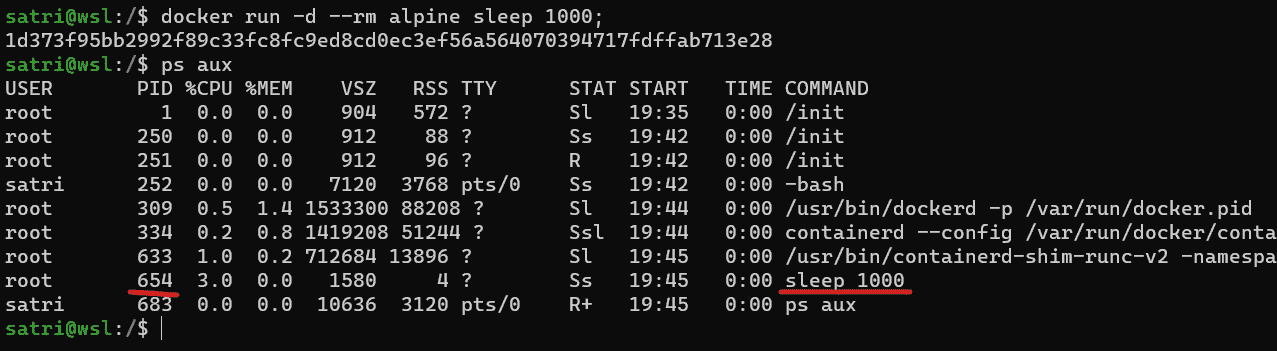 satri@wsl:/$ docker run -d --rm alpine sleep 1000;
1d373f95bb2992f89c33fc8fc9ed8cd0ec3ef56a564070394717fdffab713e28
satri@wsl:/$ ps aux
USER       PID %CPU %MEM    VSZ   RSS TTY      STAT START   TIME COMMAND
root         1  0.0  0.0    904   572 ?        Sl   19:35   0:00 /init
root       250  0.0  0.0    912    88 ?        Ss   19:42   0:00 /init
root       251  0.0  0.0    912    96 ?        R    19:42   0:00 /init
satri      252  0.0  0.0   7120  3768 pts/0    Ss   19:42   0:00 -bash
root       309  0.5  1.4 1533300 88208 ?       Sl   19:44   0:00 /usr/bin/dockerd -p /var/run/docker.pid
root       334  0.2  0.8 1419208 51244 ?       Ssl  19:44   0:00 containerd --config /var/run/docker/conta
root       633  1.0  0.2 712684 13896 ?        Sl   19:45   0:00 /usr/bin/containerd-shim-runc-v2 -namespa
root       654  3.0  0.0   1580     4 ?        Ss   19:45   0:00 sleep 1000
satri      683  0.0  0.0  10636  3120 pts/0    R+   19:45   0:00 ps aux
satri@wsl:/$